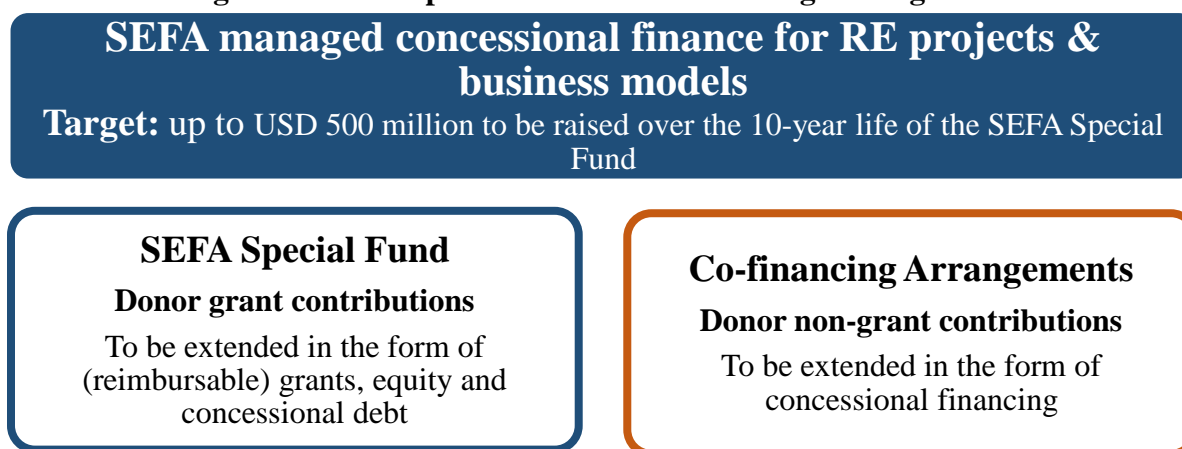 SEFA managed concessional finance for RE projects &
business models
Target: up to USD 500 million to be raised over the 10-year life of the SEFA Special
Fund
SEFA Special Fund
Donor grant contributions
To be extended in the form of
(reimbursable) grants, equity and
concessional debt
Co-financing Arrangements
Donor non-grant contributions
To be extended in the form of
concessional financing